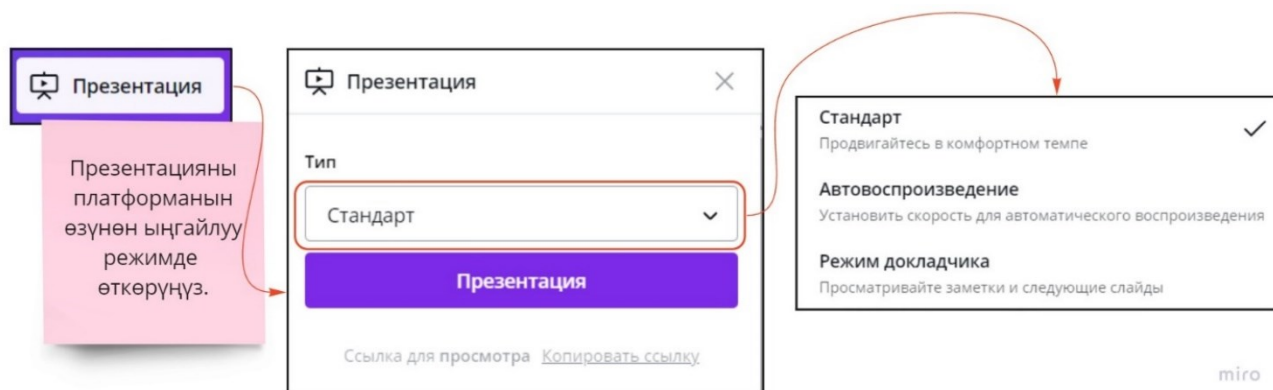 Презентация
Презентацияны
платформанын
өзүнөн ыңгайлуу
режимде
өткөрүңүз.
Презентация
Тип
Стандарт
Презентация
Ссылка для просмотра Копировать ссылку
Стандарт
Продвигайтесь в комфортном темпе
Автовоспроизведение
Установить скорость для автоматического воспроизведения
Режим докладчика
Просматривайте заметки и следующие слайды
miro